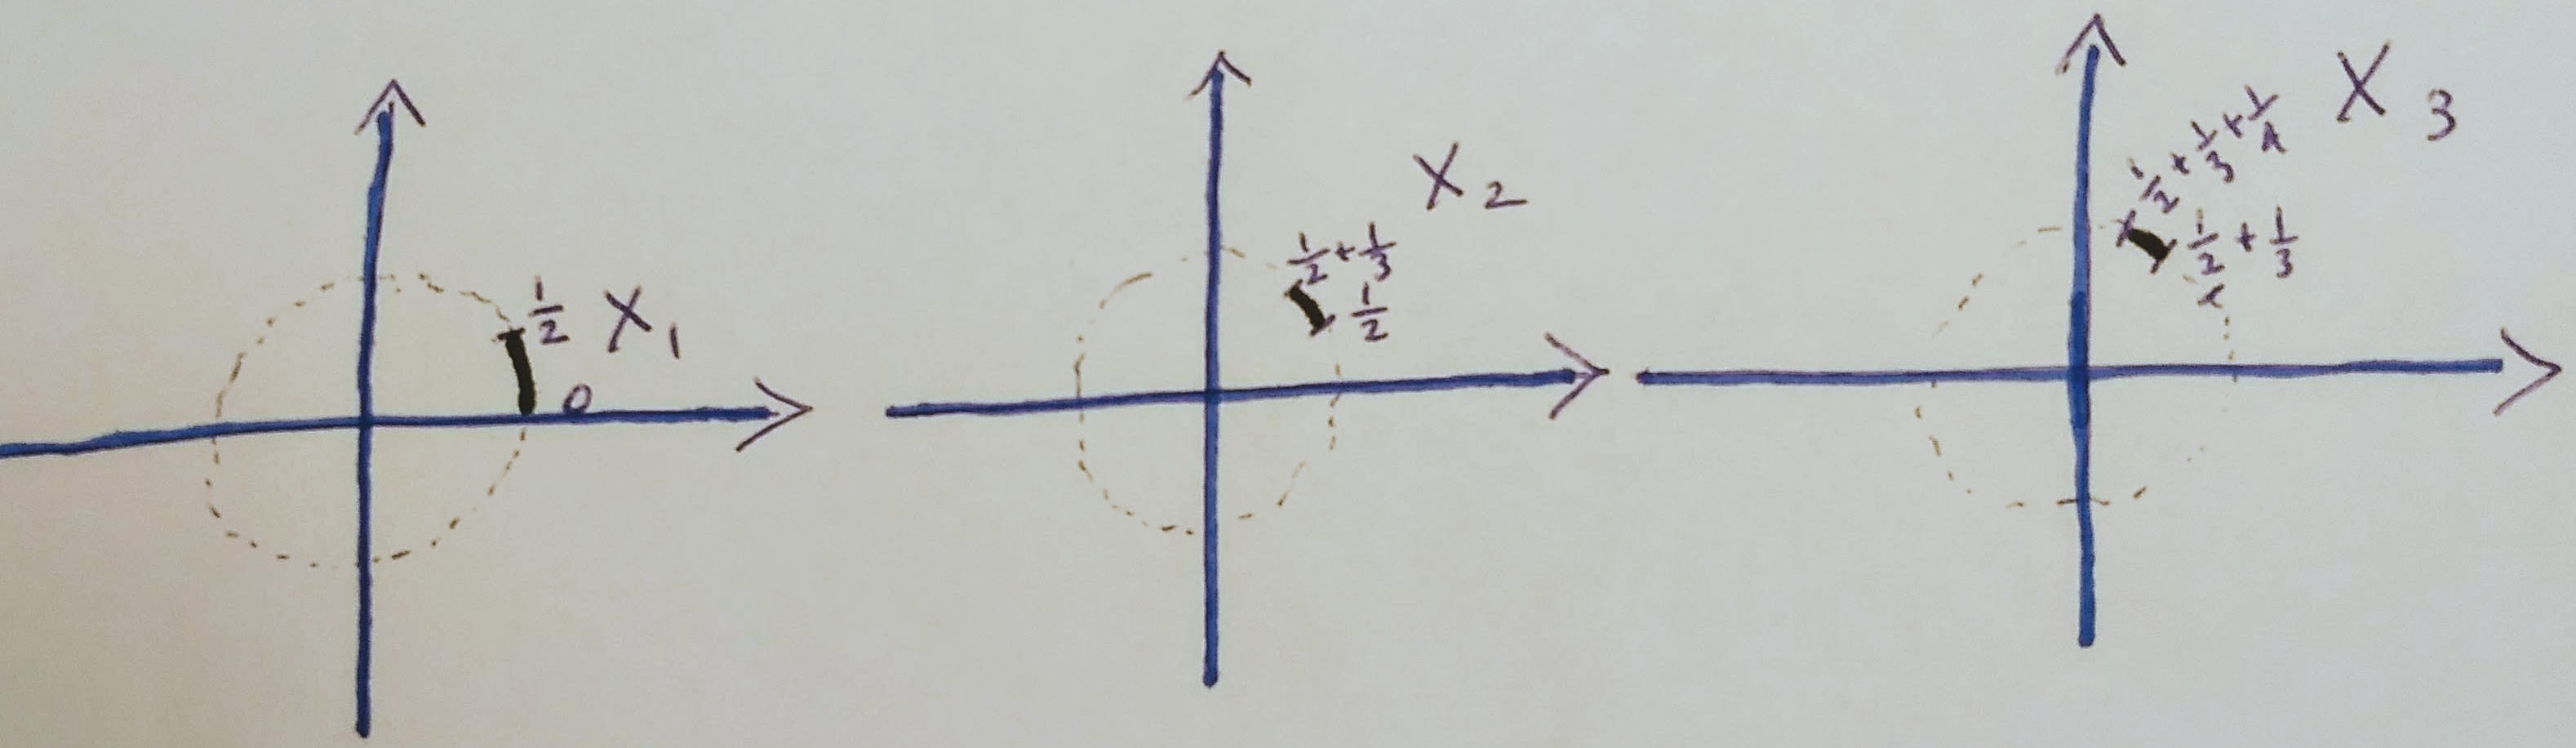 1/2 X₁
0
X₂
1/2 + 1/3
1/2
X₃
1/2 + 1/3 + 1/4
1/2 + 1/3